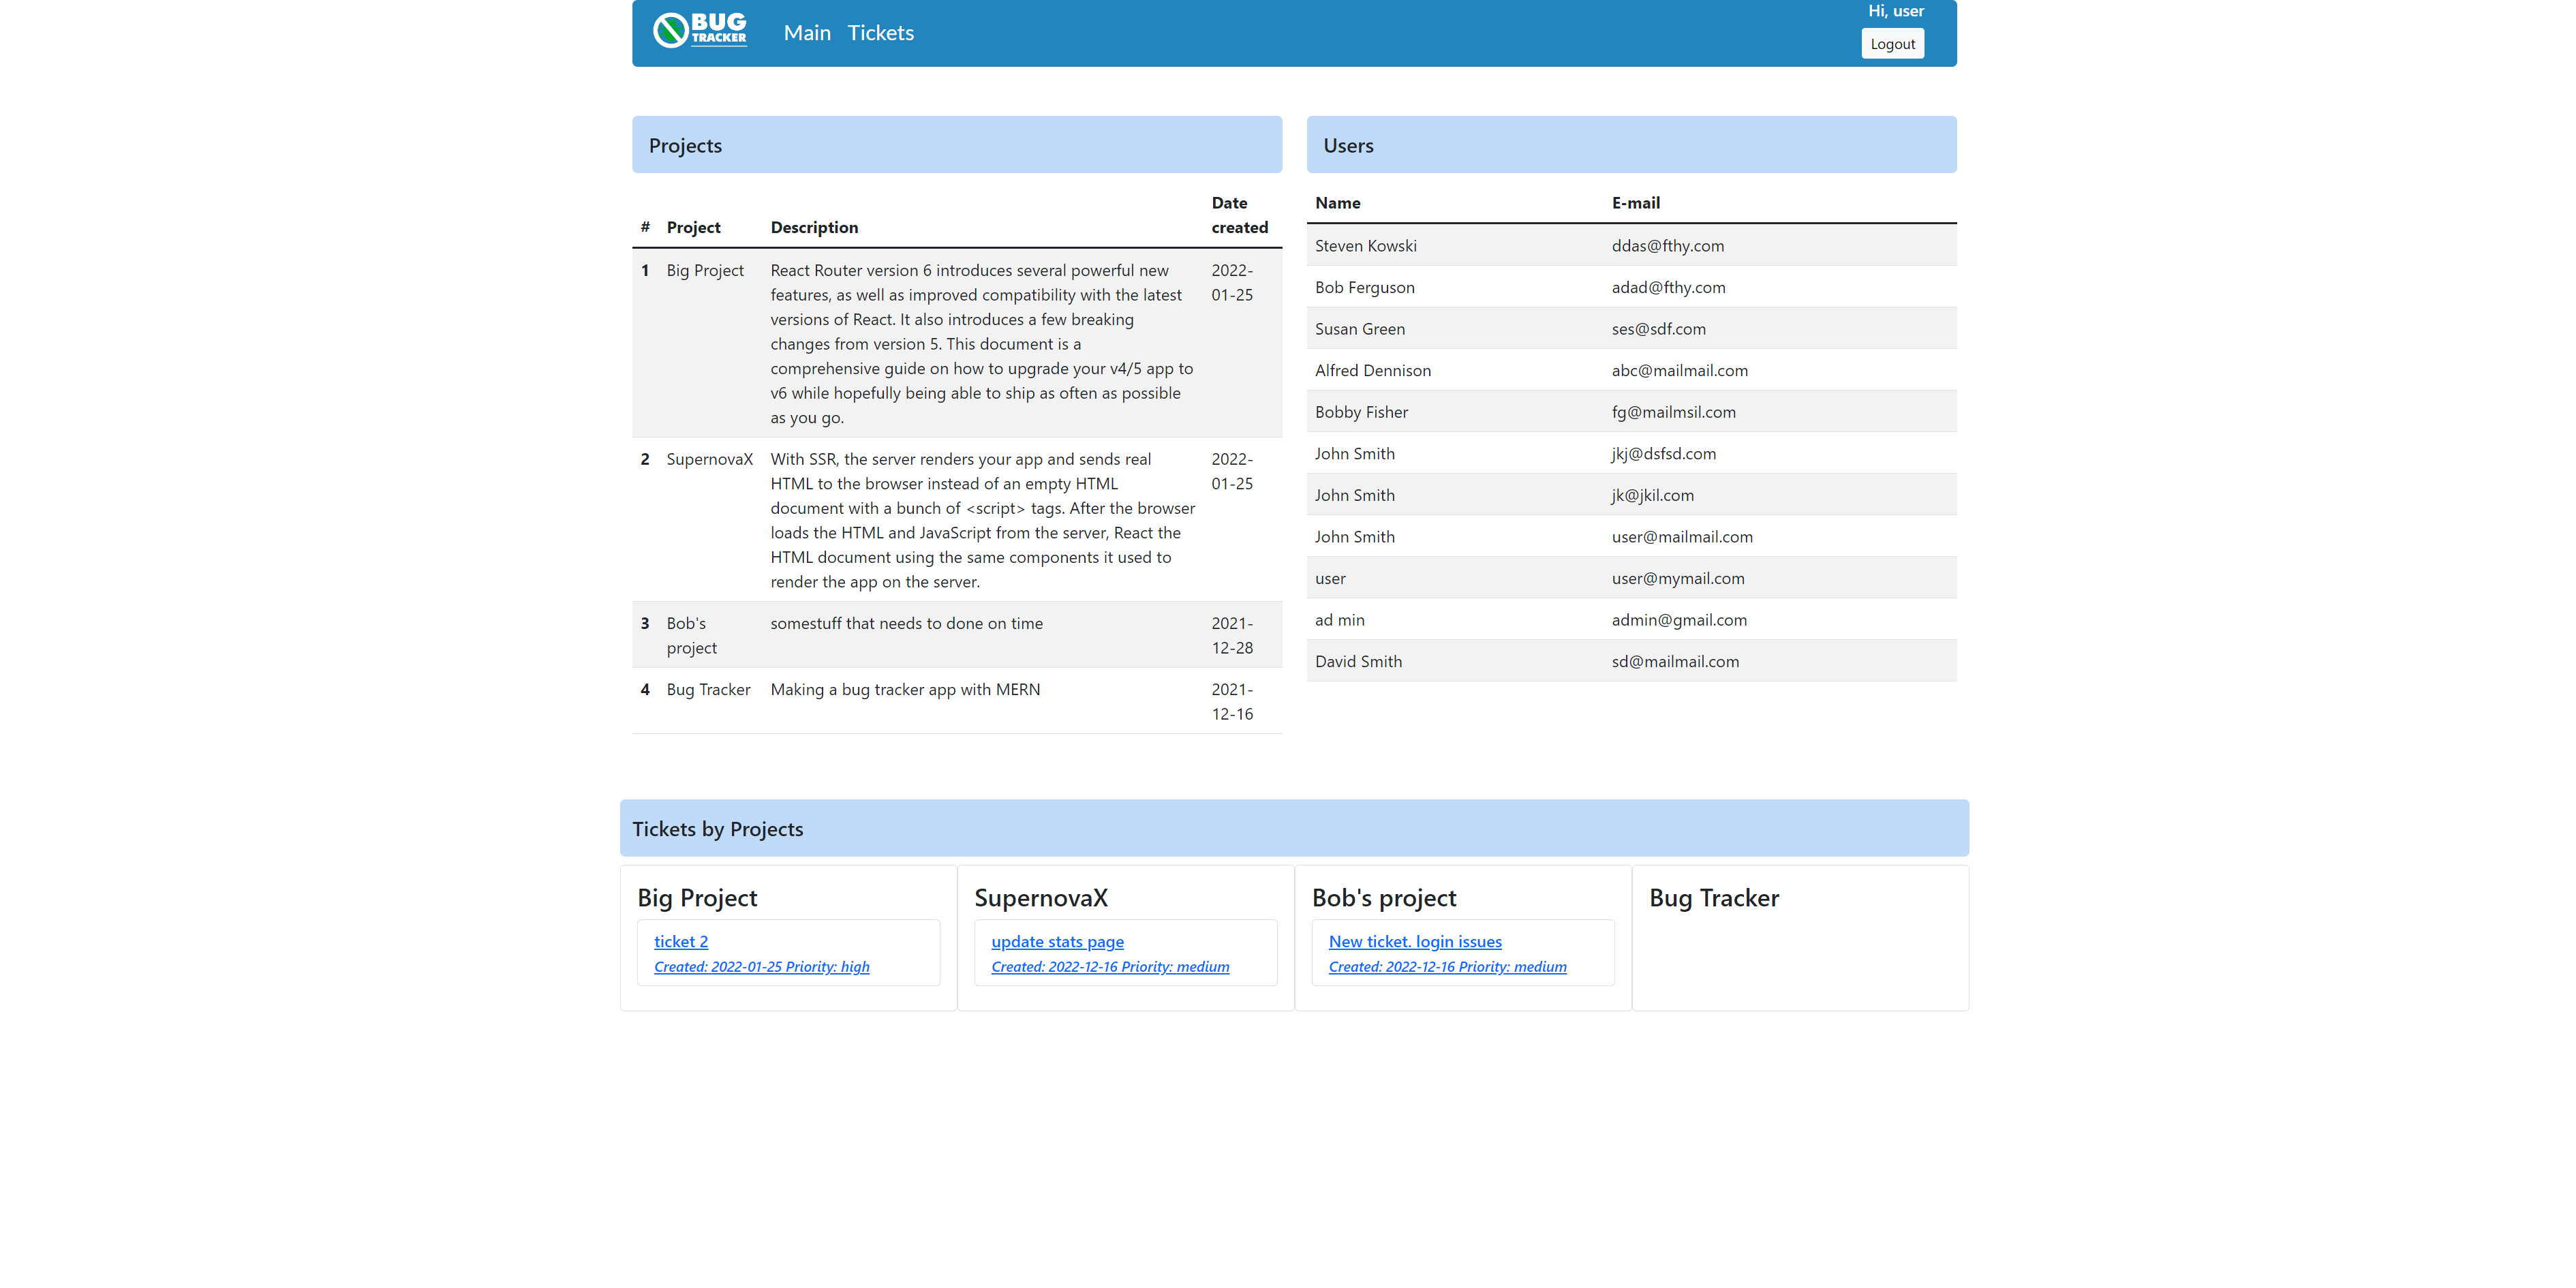 BUG
TRACKER
Main Tickets
Hi, user
Logout
Projects
# Project Description Date
created
1 Big Project React Router version 6 introduces several powerful new 2022-
features, as well as improved compatibility with the latest 01-25
versions of React. It also introduces a few breaking
changes from version 5. This document is a
comprehensive guide on how to upgrade your v4/5 app to
v6 while hopefully being able to ship as often as possible
as you go.
2 SupernovaX With SSR, the server renders your app and sends real 2022-
HTML to the browser instead of an empty HTML 01-25
document with a bunch of <script> tags. After the browser
loads the HTML and JavaScript from the server, React the
HTML document using the same components it used to
render the app on the server.
3 Bob's somestuff that needs to done on time 2021-
project 12-28
4 Bug Tracker Making a bug tracker app with MERN 2021-
12-16
Users
Name E-mail
Steven Kowski ddas@fthy.com
Bob Ferguson adad@fthy.com
Susan Green ses@sdf.com
Alfred Dennison abc@mailmail.com
Bobby Fisher fg@mailmsil.com
John Smith jkj@dsfsd.com
John Smith jk@jkil.com
John Smith user@mailmail.com
user user@mymail.com
ad min admin@gmail.com
David Smith sd@mailmail.com
Tickets by Projects
Big Project
ticket 2
Created: 2022-01-25 Priority: high
SupernovaX
update stats page
Created: 2022-12-16 Priority: medium
Bob's project
New ticket. login issues
Created: 2022-12-16 Priority: medium
Bug Tracker